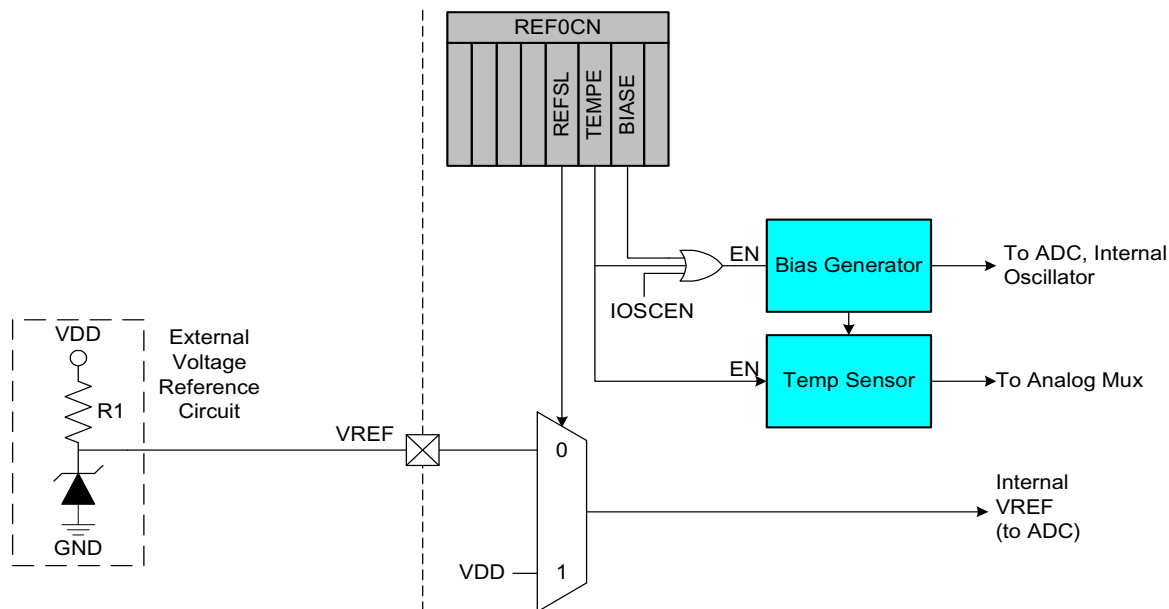 REF0CN
REFSL
TEMPE
BIASE
EN
Bias Generator
To ADC, Internal
Oscillator
IOSCEN
VDD
External
Voltage
Reference
Circuit
R1
EN
Temp Sensor
To Analog Mux
VREF
0
GND
Internal
VREF
(to ADC)
VDD
1